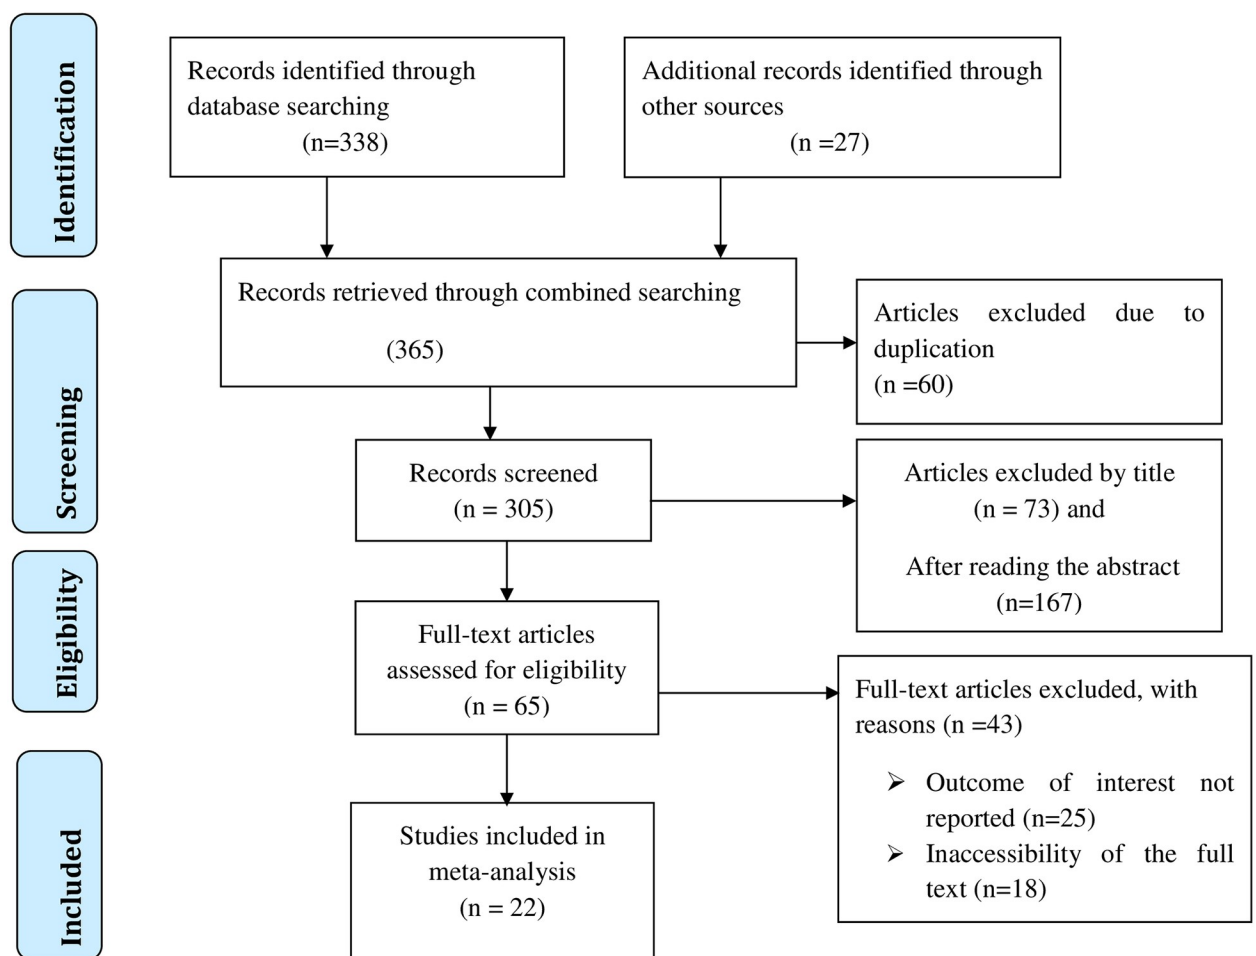 Identification
Records identified through
database searching
(n=338)
Additional records identified through
other sources
(n =27)
Records retrieved through combined searching
(365)
Articles excluded due to
duplication
(n =60)
Screening
Records screened
(n = 305)
Articles excluded by title
(n = 73) and
After reading the abstract
(n=167)
Eligibility
Full-text articles
assessed for eligibility
(n = 65)
Full-text articles excluded, with
reasons (n =43)
➢ Outcome of interest not
reported (n=25)
➢ Inaccessibility of the full
text (n=18)
Included
Studies included in
meta-analysis
(n = 22)